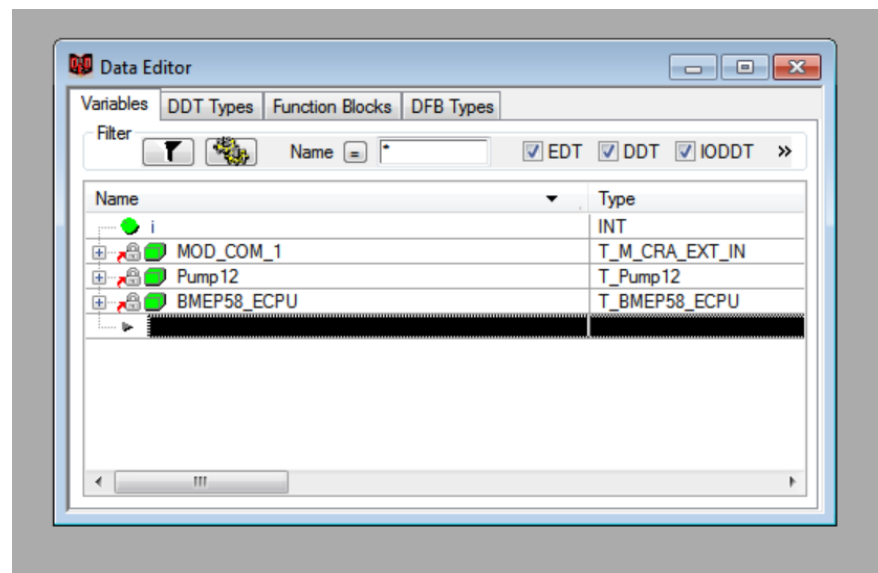 Data Editor
Variables DDT Types Function Blocks DFB Types
Filter
Name = * EDT DDT IODDT »
Name Type
i INT
MOD_COM_1 T_M_CRA_EXT_IN
Pump12 T_Pump12
BMEP58_ECPU T_BMEP58_ECPU